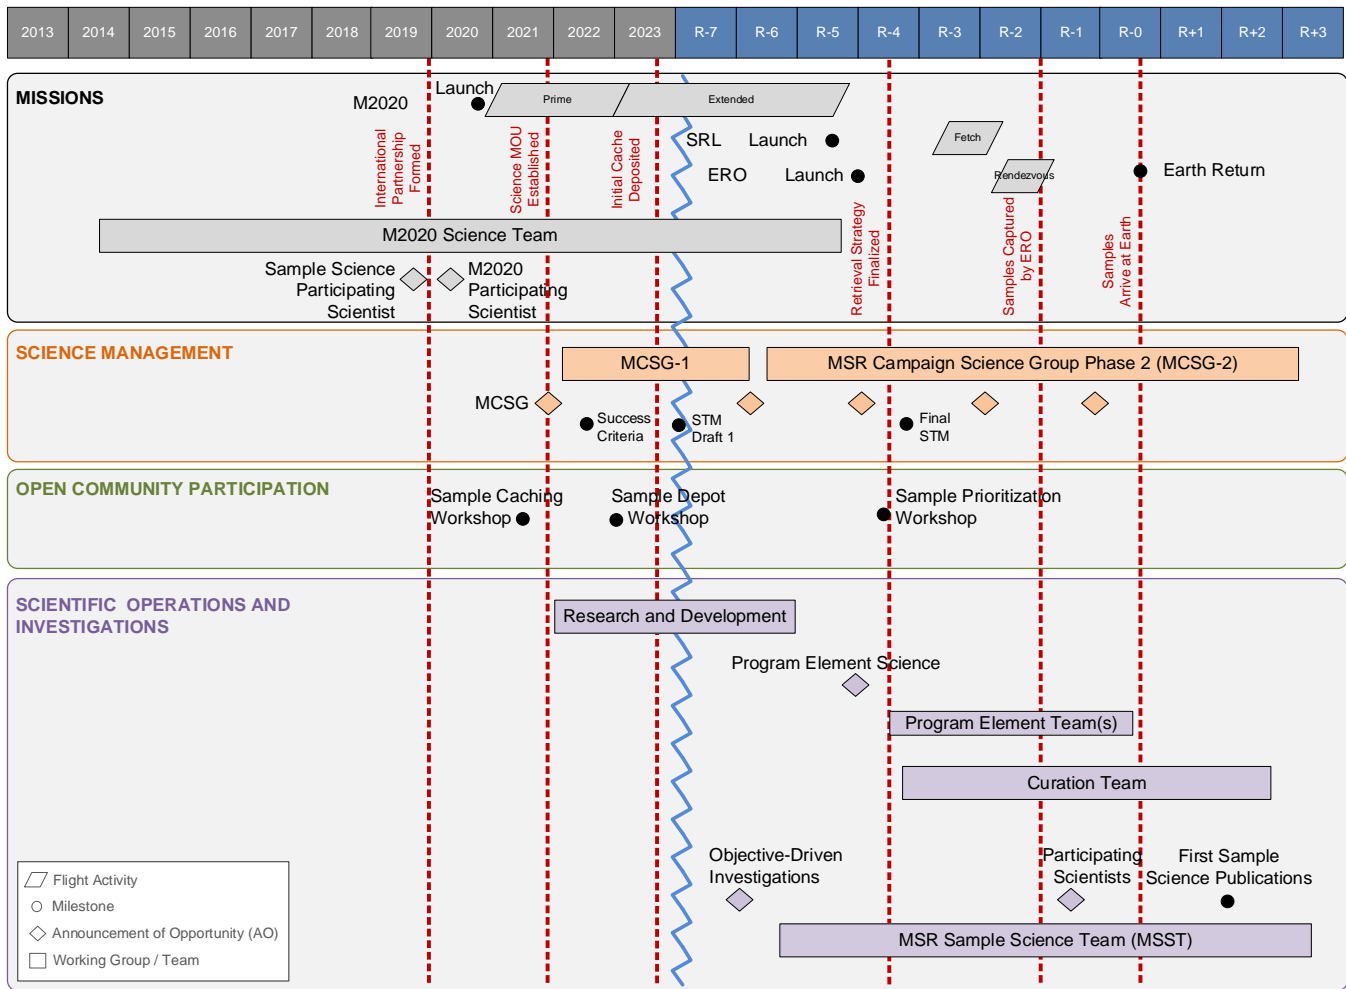 2013 2014 2015 2016 2017 2018 2019 2020 2021 2022 2023 R-7 R-6 R-5 R-4 R-3 R-2 R-1 R-0 R+1 R+2 R+3
MISSIONS
M2020
Launch
Prime
Extended
SRL
Launch
Fetch
ERO
Launch
Rendezvous
Earth Return
International
Partnership
Formed
Science MOU
Established
Initial Cache
Deposited
Retrieval Strategy
Finalized
Samples Captured
by ERO
Samples
Arrive at Earth
M2020 Science Team
Sample Science
Participating
Scientist
M2020
Participating
Scientist
SCIENCE MANAGEMENT
MCSG-1
MSR Campaign Science Group Phase 2 (MCSG-2)
MCSG
Success
Criteria
STM
Draft 1
Final
STM
OPEN COMMUNITY PARTICIPATION
Sample Caching
Workshop
Sample Depot
Workshop
Sample Prioritization
Workshop
SCIENTIFIC OPERATIONS AND
INVESTIGATIONS
Research and Development
Program Element Science
Program Element Team(s)
Curation Team
Objective-Driven
Investigations
Participating
Scientists
First Sample
Science Publications
MSR Sample Science Team (MSST)
Flight Activity
Milestone
Announcement of Opportunity (AO)
Working Group / Team